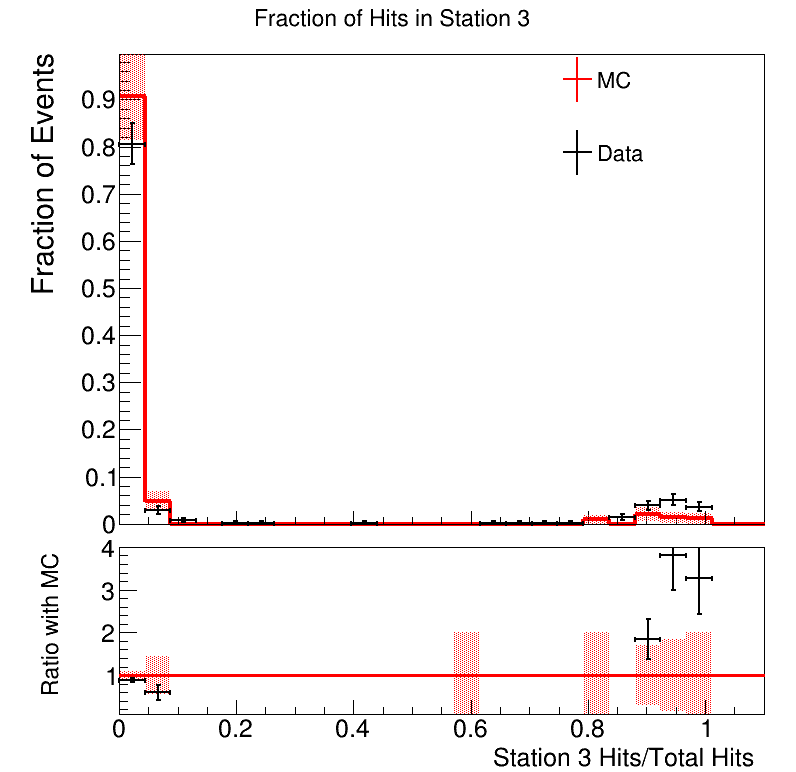 Fraction of Hits in Station 3
Fraction of Events
0.9
0.8
0.7
0.6
0.5
0.4
0.3
0.2
0.1
0
MC
Data
Ratio with MC
4
3
2
1
0 0.2 0.4 0.6 0.8 1
Station 3 Hits/Total Hits